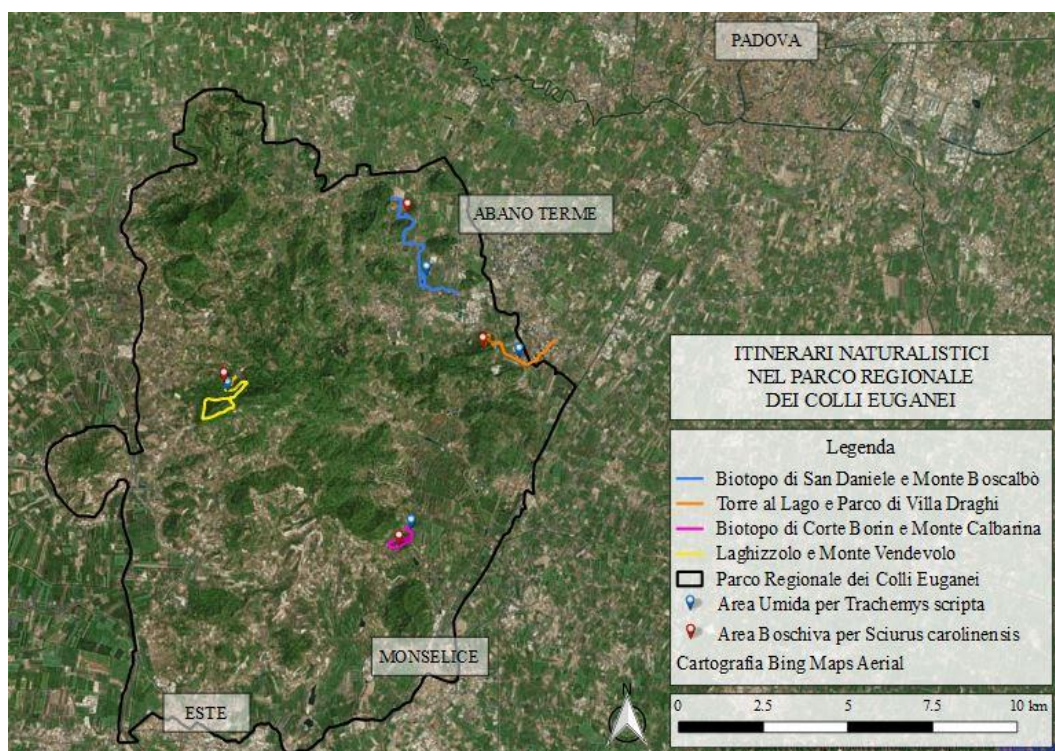 PADOVA
ABANO TERME
ITINERARI NATURALISTICI
NEL PARCO REGIONALE
DEI COLLI EUGANEI
Legenda
Biotopo di San Daniele e Monte Boscalbò
Torre al Lago e Parco di Villa Draghi
Biotopo di Corte Borin e Monte Calbarina
Laghizzolo e Monte Vendevolo
Parco Regionale dei Colli Euganei
Area Umida per Trachemys scripta
Area Boschiva per Sciurus carolinensis
Cartografia Bing Maps Aerial
MONSELICE
ESTE
N
0 2.5 5 7.5 10 km